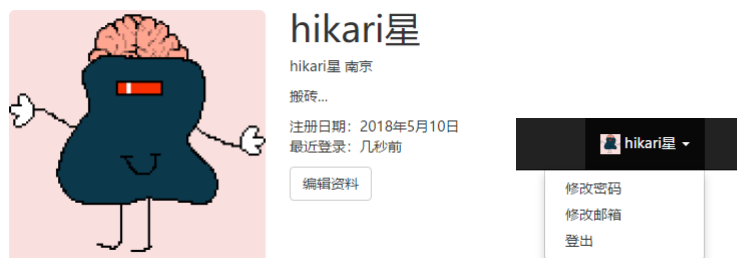 hikari星
hikari星 南京
搬砖...
注册日期：2018年5月10日
最近登录：几秒前
编辑资料
hikari星
修改密码
修改邮箱
登出